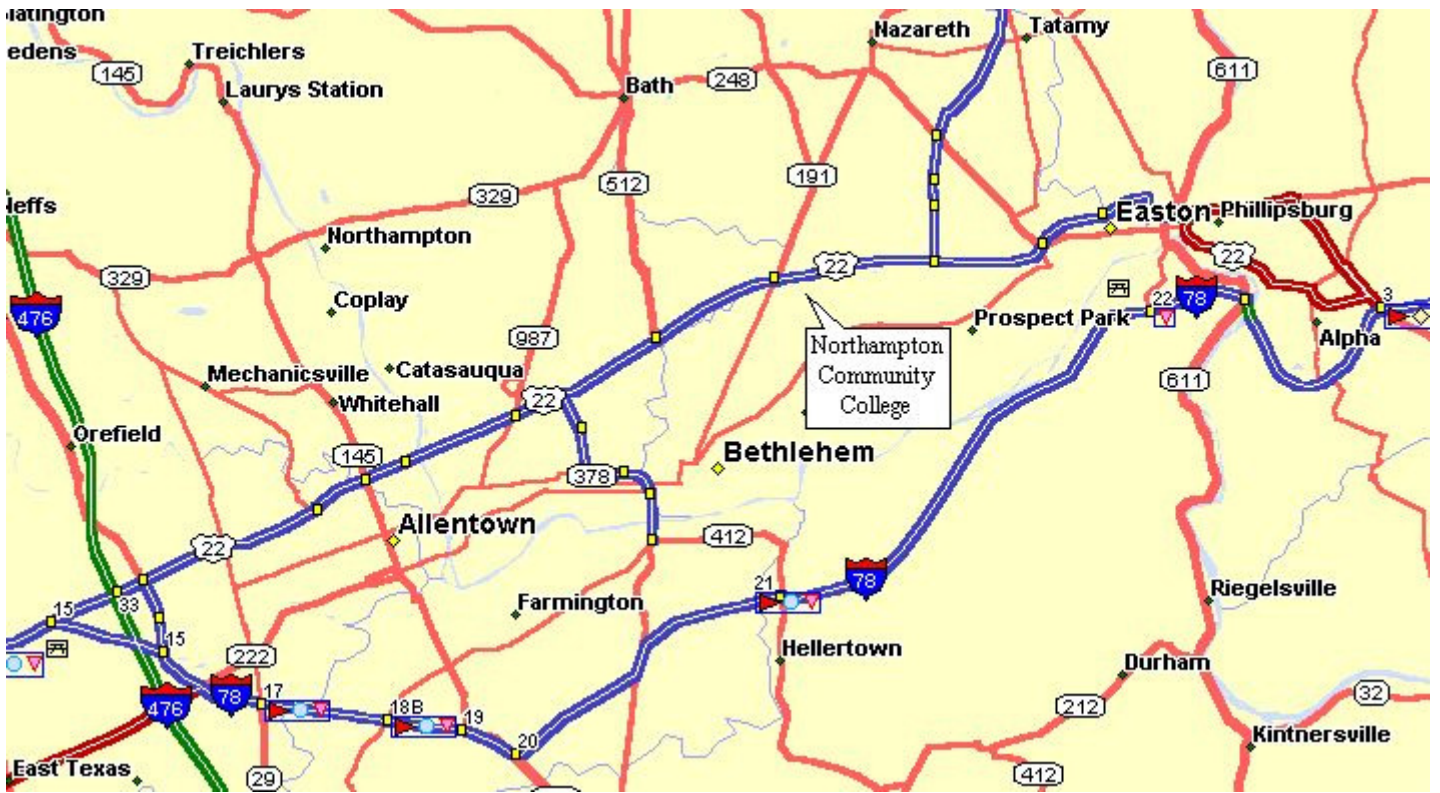 Nazareth
Tatamy
Treichlers
145
248
611
Bath
Laurys Station
191
329
512
Easton
Phillipsburg
Northampton
22
22
329
Coplay
476
78
22
3
Prospect Park
Alpha
987
Northampton
Community
College
Mechanicsville
Catasauqua
611
Whitehall
22
Orefield
145
Bethlehem
378
Allentown
22
412
78
21
15
33
Farmington
Riegelsville
15
Hellertown
222
Durham
78
476
17
18B
19
20
212
32
Kintnersville
East Texas
29
412